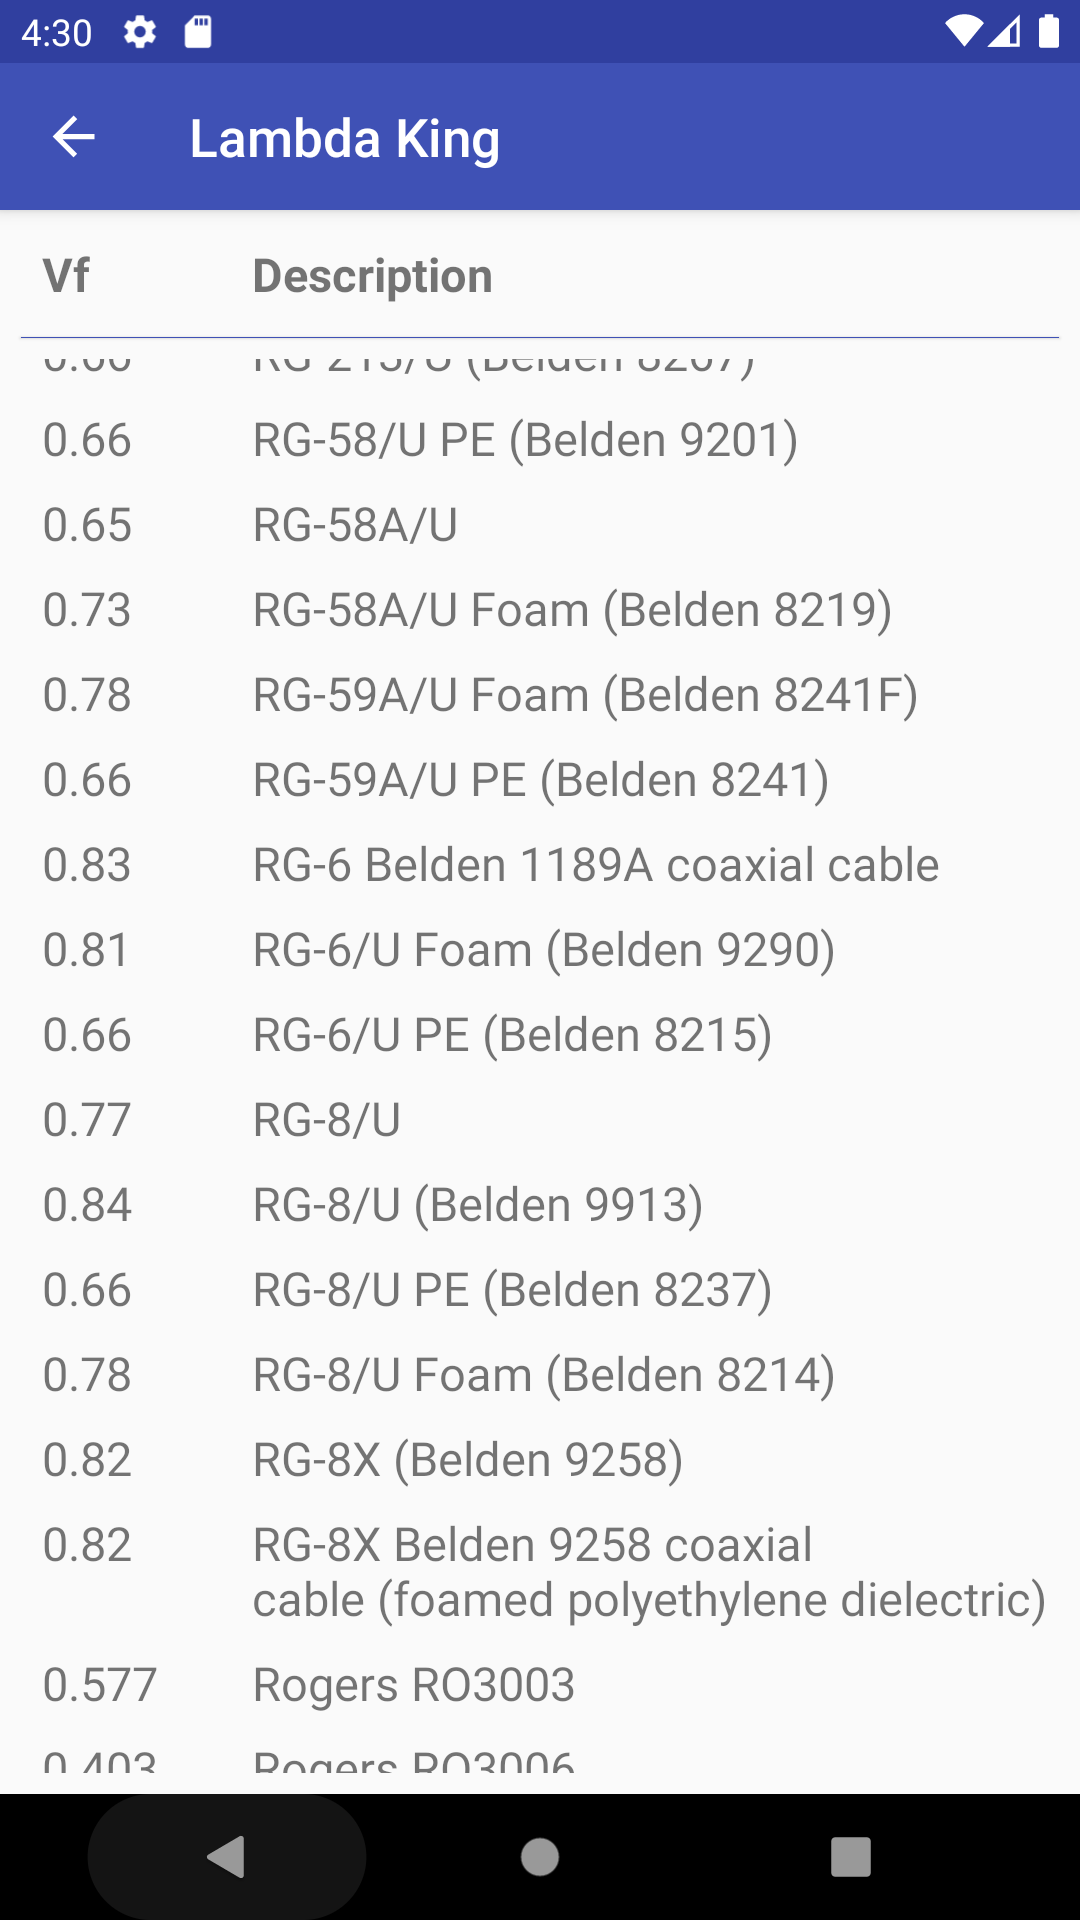 4:30
Lambda King
Vf Description
0.66 RG-58/U PE (Belden 9201)
0.65 RG-58A/U
0.73 RG-58A/U Foam (Belden 8219)
0.78 RG-59A/U Foam (Belden 8241F)
0.66 RG-59A/U PE (Belden 8241)
0.83 RG-6 Belden 1189A coaxial cable
0.81 RG-6/U Foam (Belden 9290)
0.66 RG-6/U PE (Belden 8215)
0.77 RG-8/U
0.84 RG-8/U (Belden 9913)
0.66 RG-8/U PE (Belden 8237)
0.78 RG-8/U Foam (Belden 8214)
0.82 RG-8X (Belden 9258)
0.82 RG-8X Belden 9258 coaxial
cable (foamed polyethylene dielectric)
0.577 Rogers RO3003
0.403 Rogers RO3006